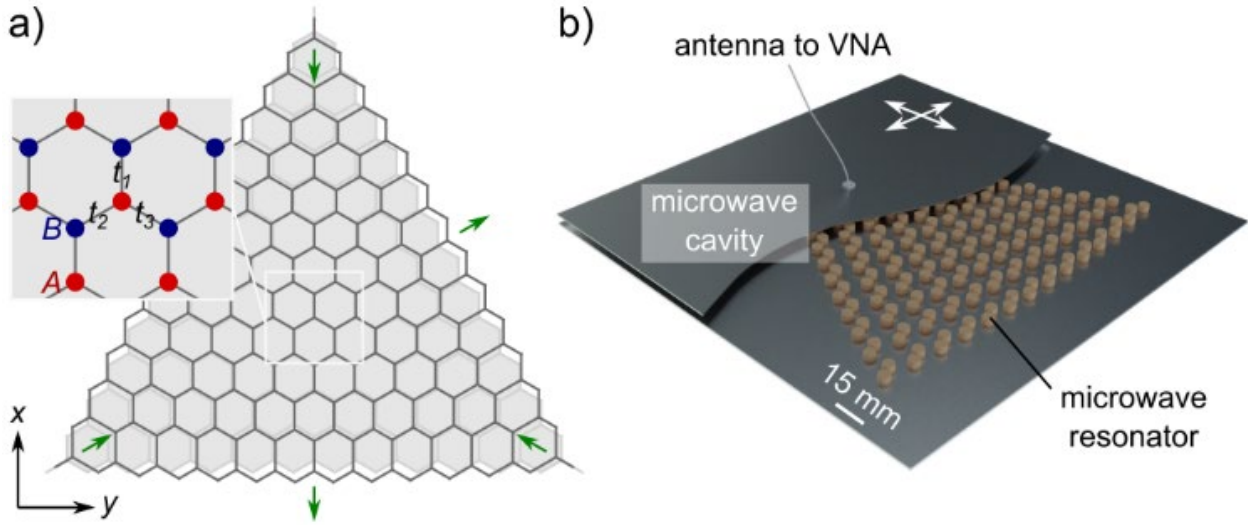 a)
t1
t2
t3
B
A
x
y
b)
antenna to VNA
microwave
cavity
15 mm
microwave
resonator